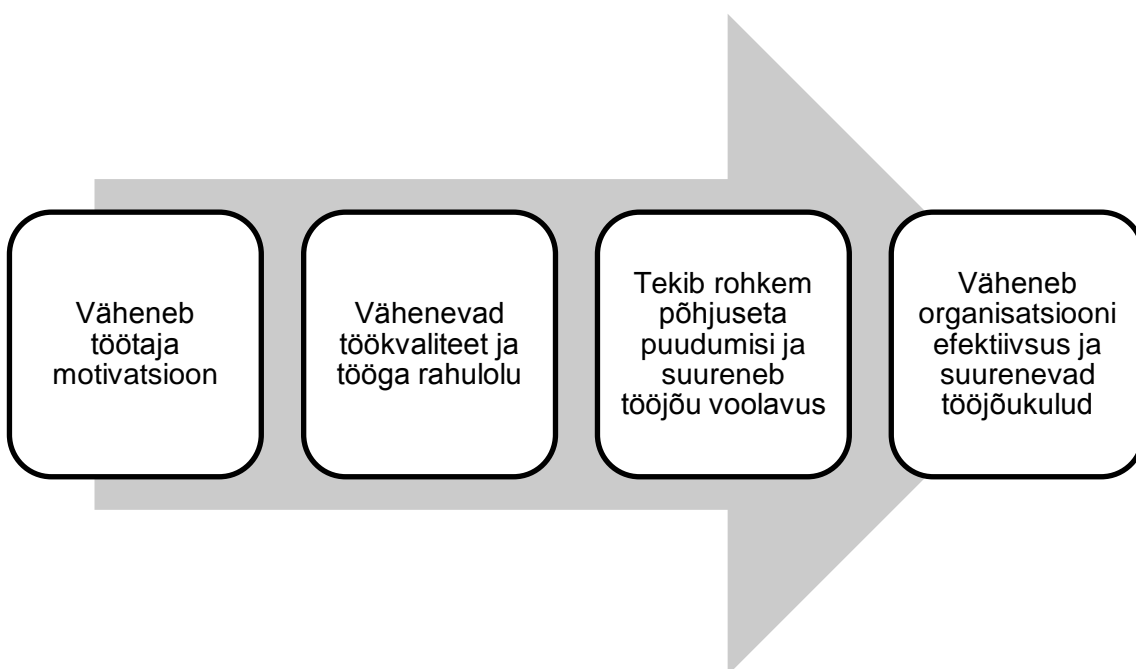 Väheneb
töötaja
motivatsioon
Vähenevad
töökvaliteet ja
tööga rahulolu
Tekib rohkem
põhjuseta
puudumisi ja
suureneb
tööjõu voolavus
Väheneb
organisatsiooni
efektiivsus ja
suurenevad
tööjõukulud